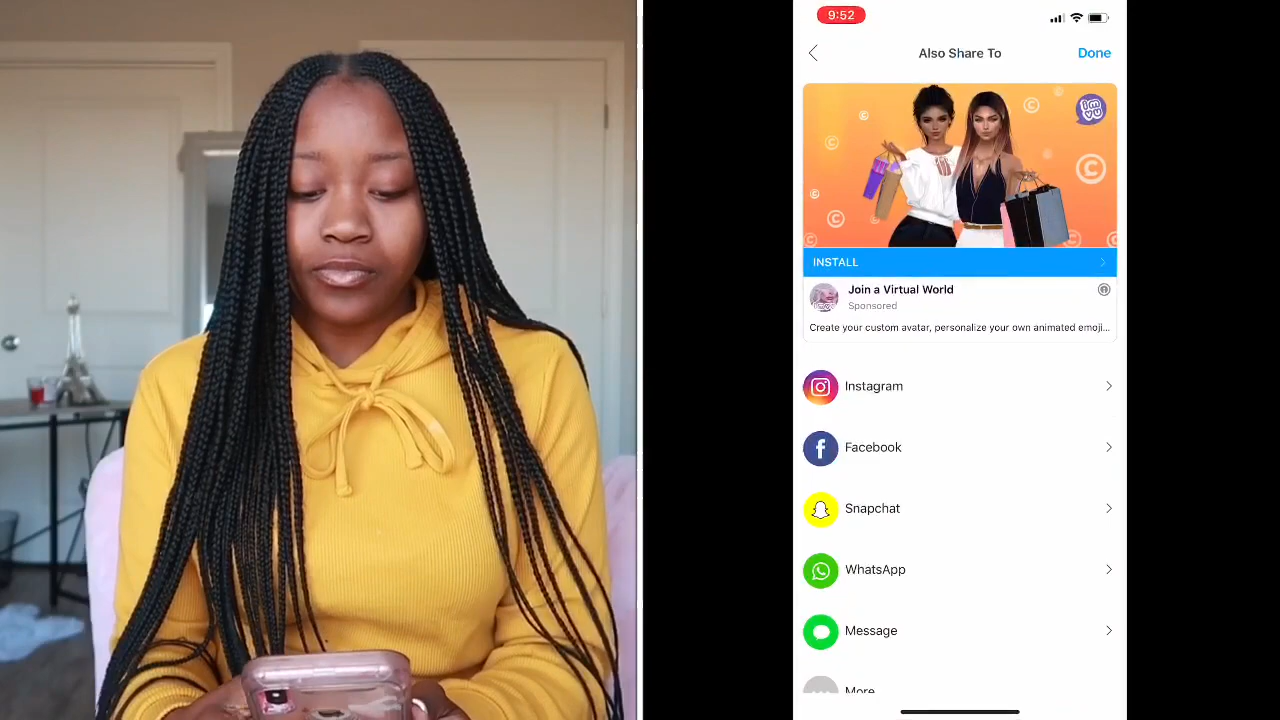 9:52
Also Share To
Done
imvu
INSTALL
Join a Virtual World
Sponsored
Create your custom avatar, personalize your own animated emoji...
Instagram
Facebook
Snapchat
WhatsApp
Message
More